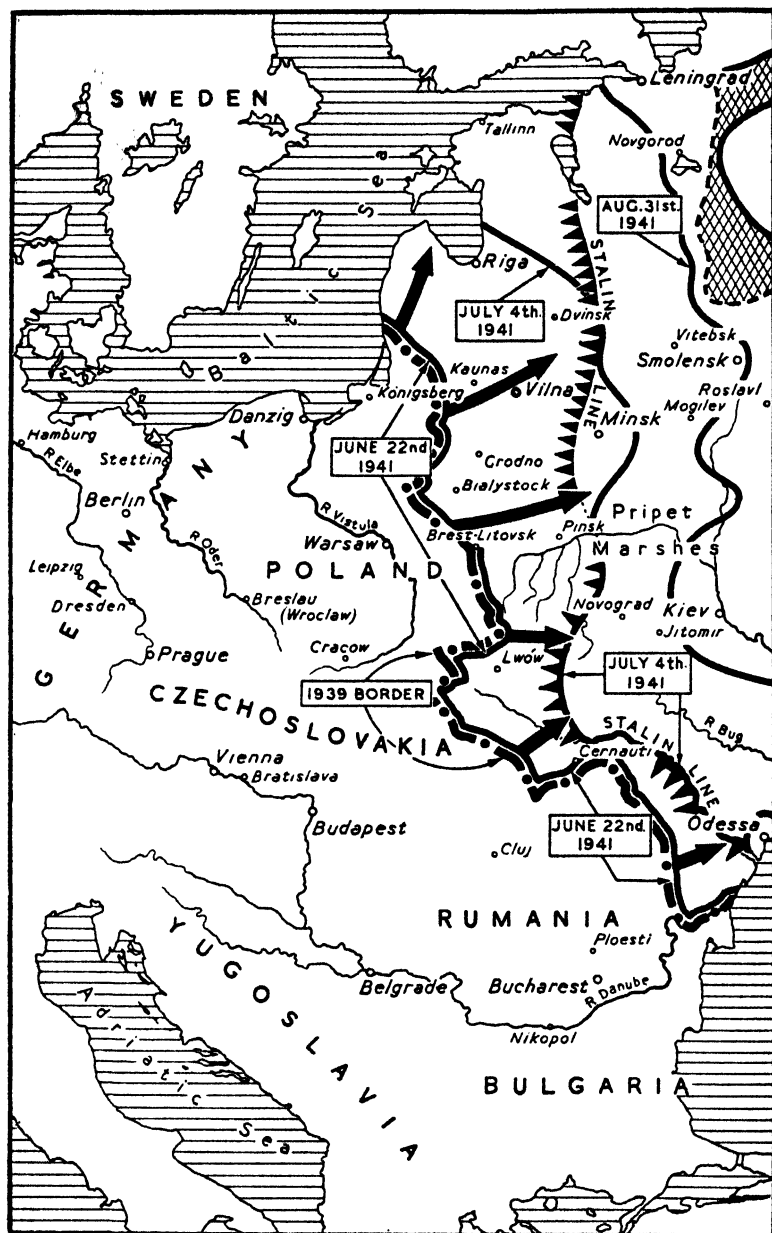 SWEDEN
Leningrad
Tallinn
Novgorod
Baltic Sea
AUG. 31st.
1941
Riga
STALIN LINE
JULY 4th.
1941
Dvinsk
Vitebsk
Smolensk
Kaunas
Vilna
Königsberg
Roslavl
Danzig
Mogilev
Minsk
Hamburg
R Elbe
Stettin
JUNE 22nd
1941
Grodno
Bialystock
GERMANY
Berlin
R Vistula
Pripet
Marshes
R Oder
Warsaw
Brest-Litovsk
Pinsk
Leipzig
POLAND
Dresden
Breslau
(Wroclaw)
Novograd
Kiev
Jitomir
Prague
Cracow
Lwów
JULY 4th.
1941
1939 BORDER
CZECHOSLOVAKIA
STALIN LINE
R Bug
Cernauti
Vienna
Bratislava
Budapest
JUNE 22nd.
1941
Odessa
Cluj
RUMANIA
YUGOSLAVIA
Ploesti
Belgrade
Bucharest
R Danube
Adriatic Sea
Nikopol
BULGARIA